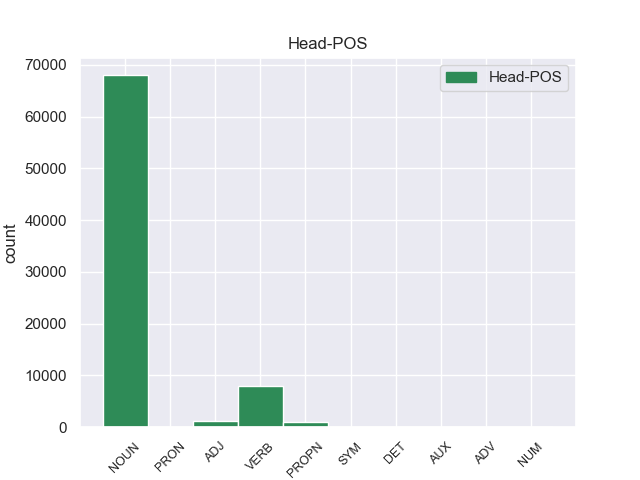 Head-POS
Head-POS
count
70000
60000
50000
40000
30000
20000
10000
0
NOUN PRON ADJ VERB PROPN SYM DET AUX ADV NUM